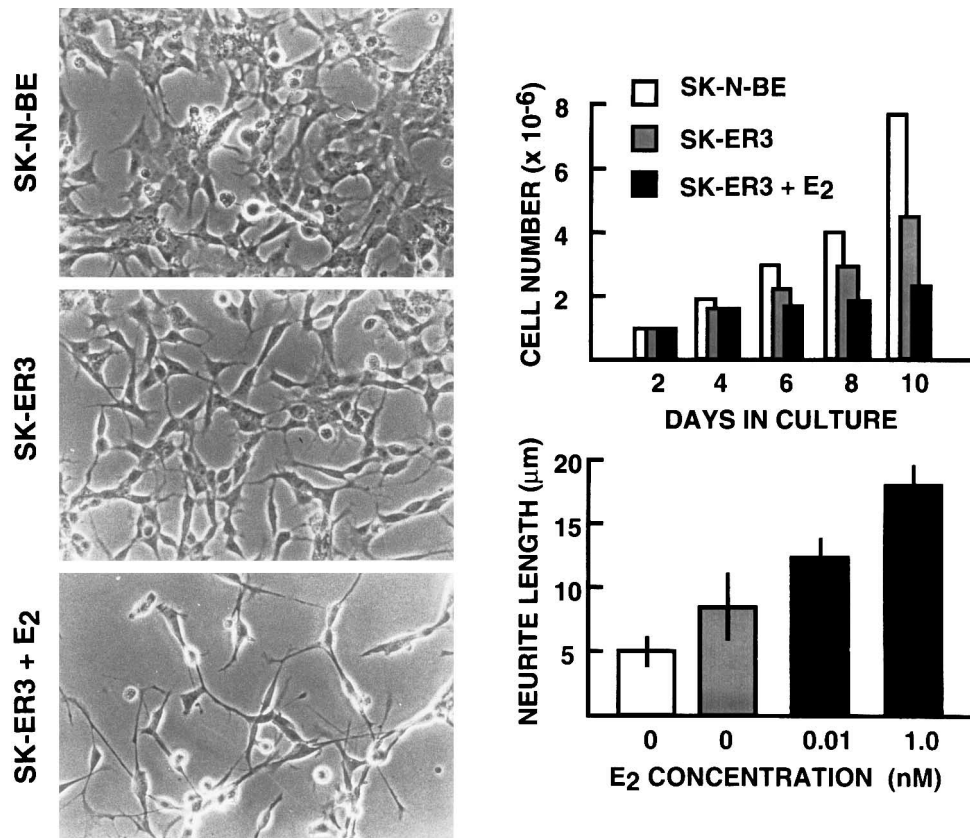 SK-N-BE
SK-ER3
SK-ER3 + E2
CELL NUMBER (x 10-6)
8
6
4
2
SK-N-BE
SK-ER3
SK-ER3 + E2
2 4 6 8 10
DAYS IN CULTURE
NEURITE LENGTH (μm)
20
15
10
5
0 0 0.01 1.0
E2 CONCENTRATION (nM)